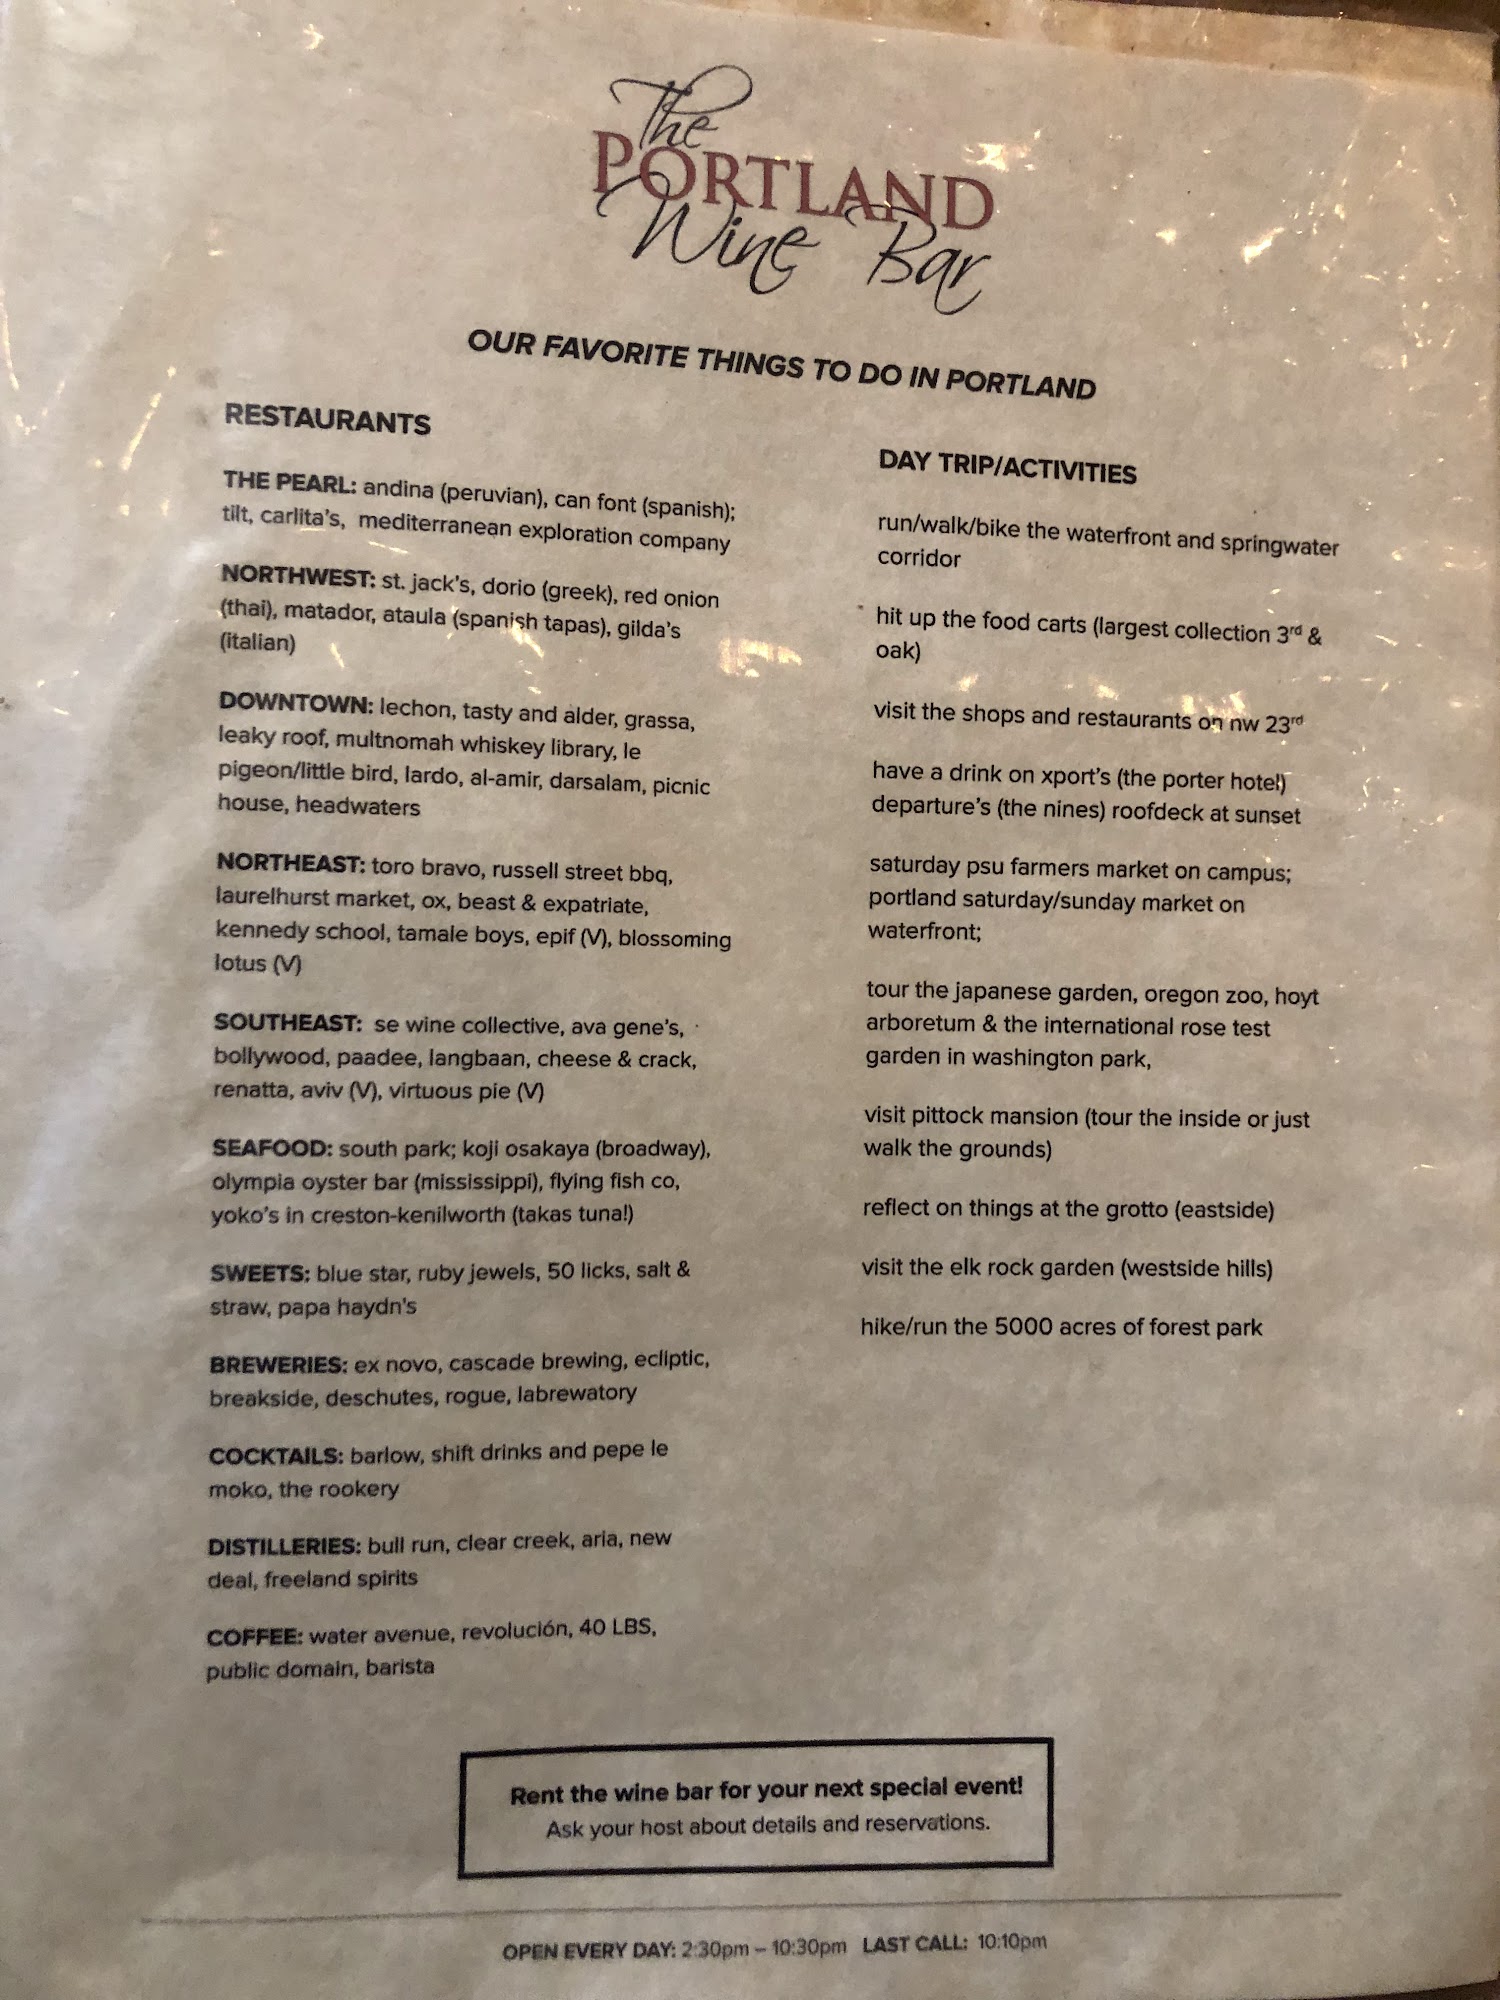 The
PORTLAND
Wine Bar
OUR FAVORITE THINGS TO DO IN PORTLAND
RESTAURANTS
THE PEARL: andina (peruvian), can font (spanish);
tilt, carlita's, mediterranean exploration company
NORTHWEST: st. jack's, dorio (greek), red onion
(thai), matador, ataula (spanish tapas), gilda's
(italian)
DOWNTOWN: lechon, tasty and alder, grassa,
leaky roof, multnomah whiskey library, le
pigeon/little bird, lardo, al-amir, darsalam, picnic
house, headwaters
NORTHEAST: toro bravo, russell street bbq,
laurelhurst market, ox, beast & expatriate,
kennedy school, tamale boys, epif (V), blossoming
lotus (V)
SOUTHEAST: se wine collective, ava gene's,
bollywood, paadee, langbaan, cheese & crack,
renatta, aviv (V), virtuous pie (V)
SEAFOOD: south park; koji osakaya (broadway),
olympia oyster bar (mississippi), flying fish co,
yoko's in creston-kenilworth (takas tuna!)
SWEETS: blue star, ruby jewels, 50 licks, salt &
straw, papa haydn's
BREWERIES: ex novo, cascade brewing, ecliptic,
breakside, deschutes, rogue, labrewatory
COCKTAILS: barlow, shift drinks and pepe le
moko, the rookery
DISTILLERIES: bull run, clear creek, aria, new
deal, freeland spirits
COFFEE: water avenue, revolución, 40 LBS,
public domain, barista
DAY TRIP/ACTIVITIES
run/walk/bike the waterfront and springwater
corridor
hit up the food carts (largest collection 3rd &
oak)
visit the shops and restaurants on nw 23rd
have a drink on xport's (the porter hotel)
departure's (the nines) roofdeck at sunset
saturday psu farmers market on campus;
portland saturday/sunday market on
waterfront;
tour the japanese garden, oregon zoo, hoyt
arboretum & the international rose test
garden in washington park,
visit pittock mansion (tour the inside or just
walk the grounds)
reflect on things at the grotto (eastside)
visit the elk rock garden (westside hills)
hike/run the 5000 acres of forest park
Rent the wine bar for your next special event!
Ask your host about details and reservations.
OPEN EVERY DAY: 2:30pm – 10:30pm LAST CALL: 10:10pm